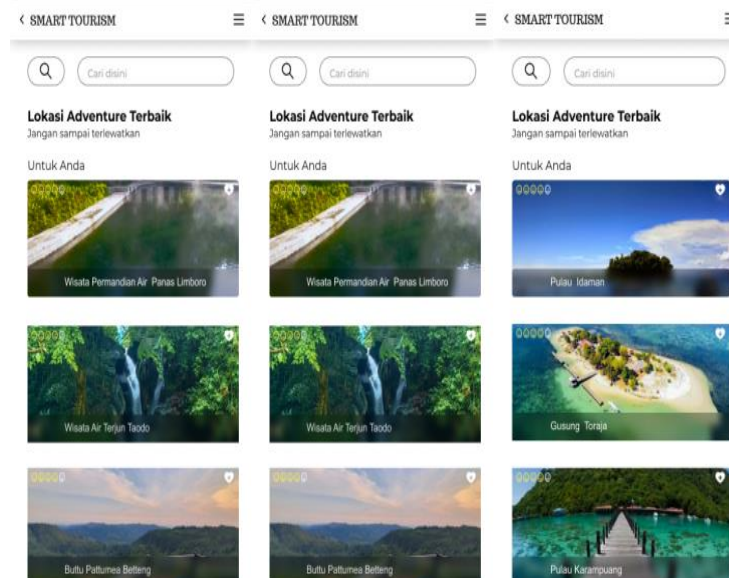 SMART TOURISM
Cari disini
Lokasi Adventure Terbaik
Jangan sampai terlewatkan
Untuk Anda
Wisata Permandian Air Panas Limboro
Wisata Air Terjun Taodo
Buttu Pattumea Betteng
SMART TOURISM
Cari disini
Lokasi Adventure Terbaik
Jangan sampai terlewatkan
Untuk Anda
Wisata Permandian Air Panas Limboro
Wisata Air Terjun Taodo
Buttu Pattumea Betteng
SMART TOURISM
Cari disini
Lokasi Adventure Terbaik
Jangan sampai terlewatkan
Untuk Anda
Pulau Idaman
Gusung Toraja
Pulau Karampuang